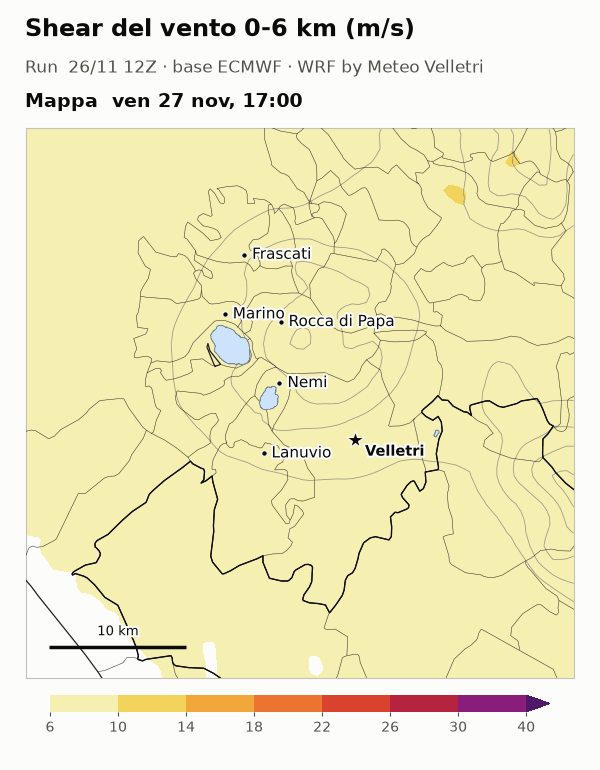 Shear del vento 0-6 km (m/s)
Run  26/11 12Z · base ECMWF · WRF by Meteo Velletri
Mappa  ven 27 nov, 17:00
Frascati
Marino
Rocca di Papa
Nemi
Velletri
Lanuvio
10 km
6 10 14 18 22 26 30 40